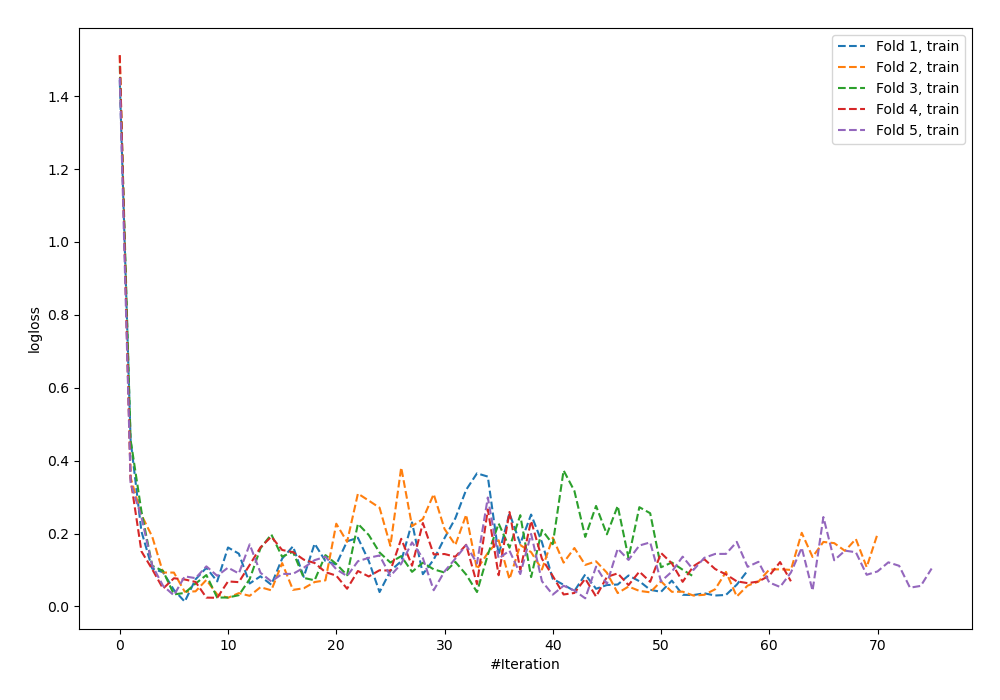 Fold 1, train
Fold 2, train
Fold 3, train
Fold 4, train
Fold 5, train
logloss
1.4
1.2
1.0
0.8
0.6
0.4
0.2
0.0
0 10 20 30 40 50 60 70
#Iteration